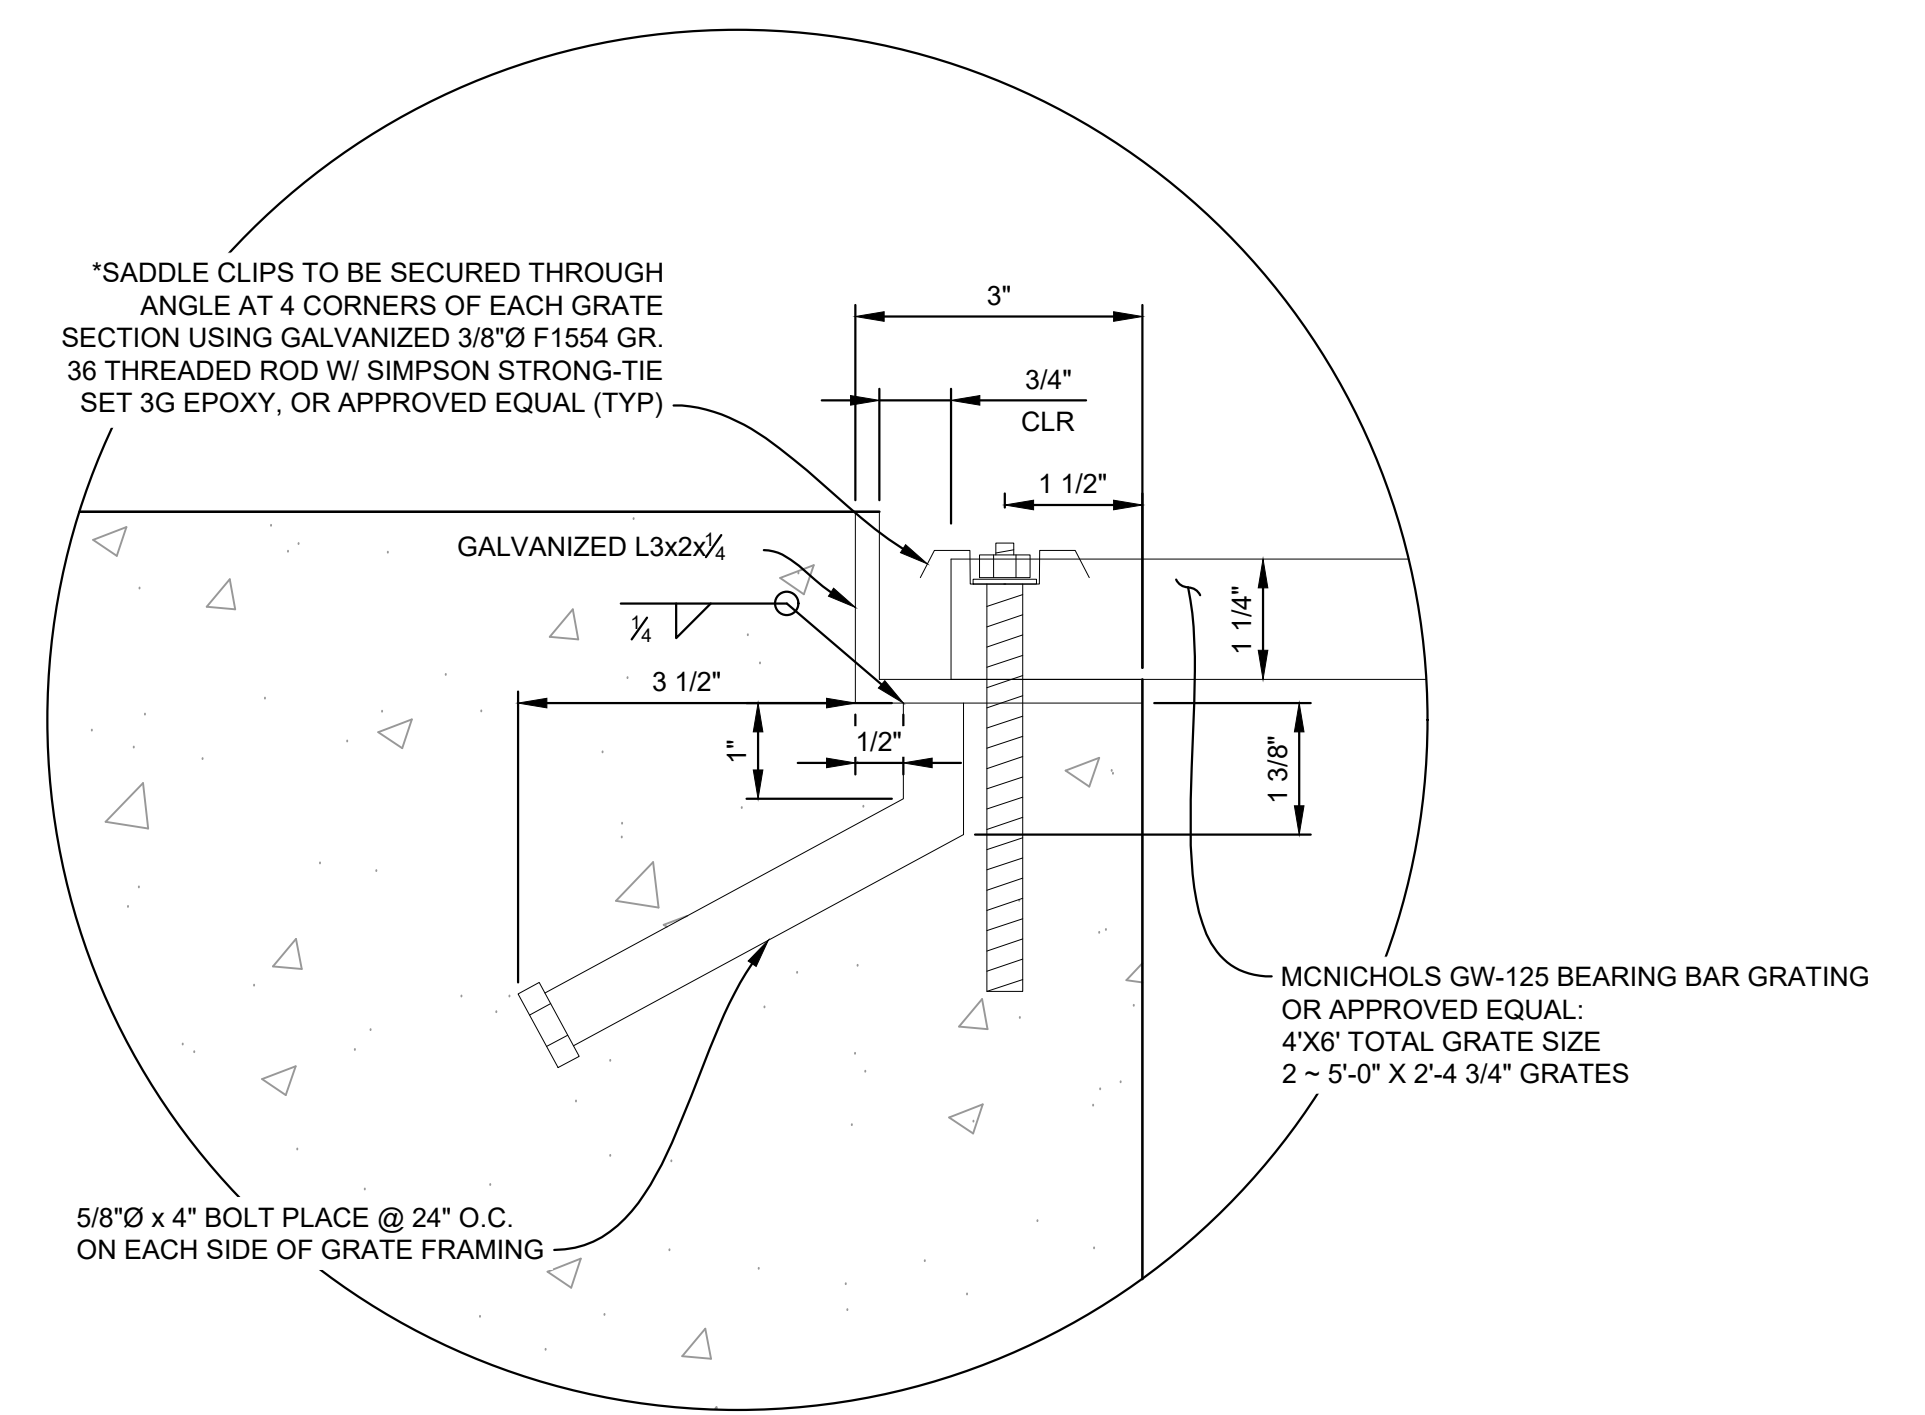 *SADDLE CLIPS TO BE SECURED THROUGH
ANGLE AT 4 CORNERS OF EACH GRATE
SECTION USING GALVANIZED 3/8"Ø F1554 GR.
36 THREADED ROD W/ SIMPSON STRONG-TIE
SET 3G EPOXY, OR APPROVED EQUAL (TYP)
3"
3/4"
CLR
1 1/2"
GALVANIZED L3x2x1/4
1/4
1 1/4"
3 1/2"
1"
1/2"
1 3/8"
MCNICHOLS GW-125 BEARING BAR GRATING
OR APPROVED EQUAL:
4'X6' TOTAL GRATE SIZE
2 ~ 5'-0" X 2'-4 3/4" GRATES
5/8"Ø x 4" BOLT PLACE @ 24" O.C.
ON EACH SIDE OF GRATE FRAMING